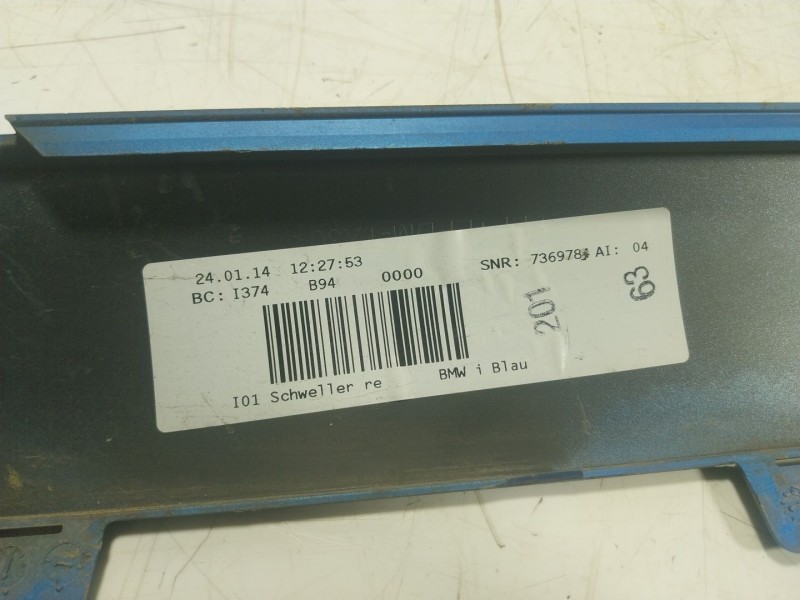 24.01.14 12:27:53
BC: I374 B94 0000
SNR: 7369784 AI: 04
201
63
I01 Schweller re BMW i Blau